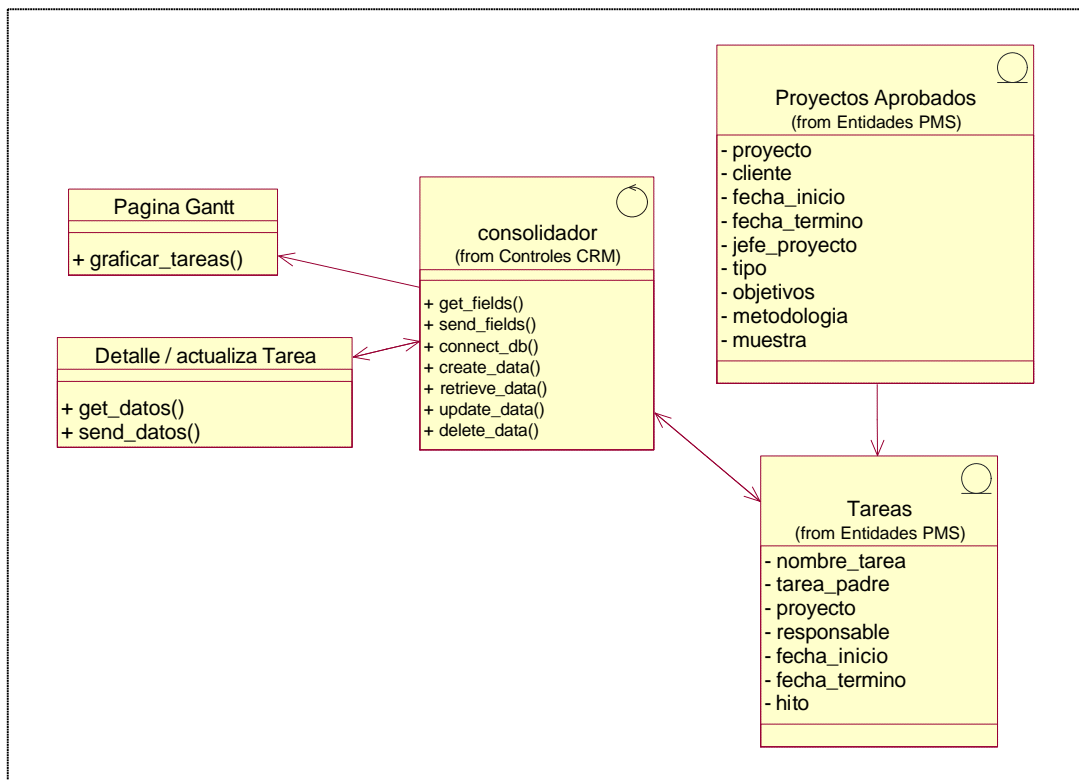 Pagina Gantt
+ graficar_tareas()
Detalle / actualiza Tarea
+ get_datos()
+ send_datos()
consolidador
(from Controles CRM)
+ get_fields()
+ send_fields()
+ connect_db()
+ create_data()
+ retrieve_data()
+ update_data()
+ delete_data()
Proyectos Aprobados
(from Entidades PMS)
- proyecto
- cliente
- fecha_inicio
- fecha_termino
- jefe_proyecto
- tipo
- objetivos
- metodologia
- muestra
Tareas
(from Entidades PMS)
- nombre_tarea
- tarea_padre
- proyecto
- responsable
- fecha_inicio
- fecha_termino
- hito